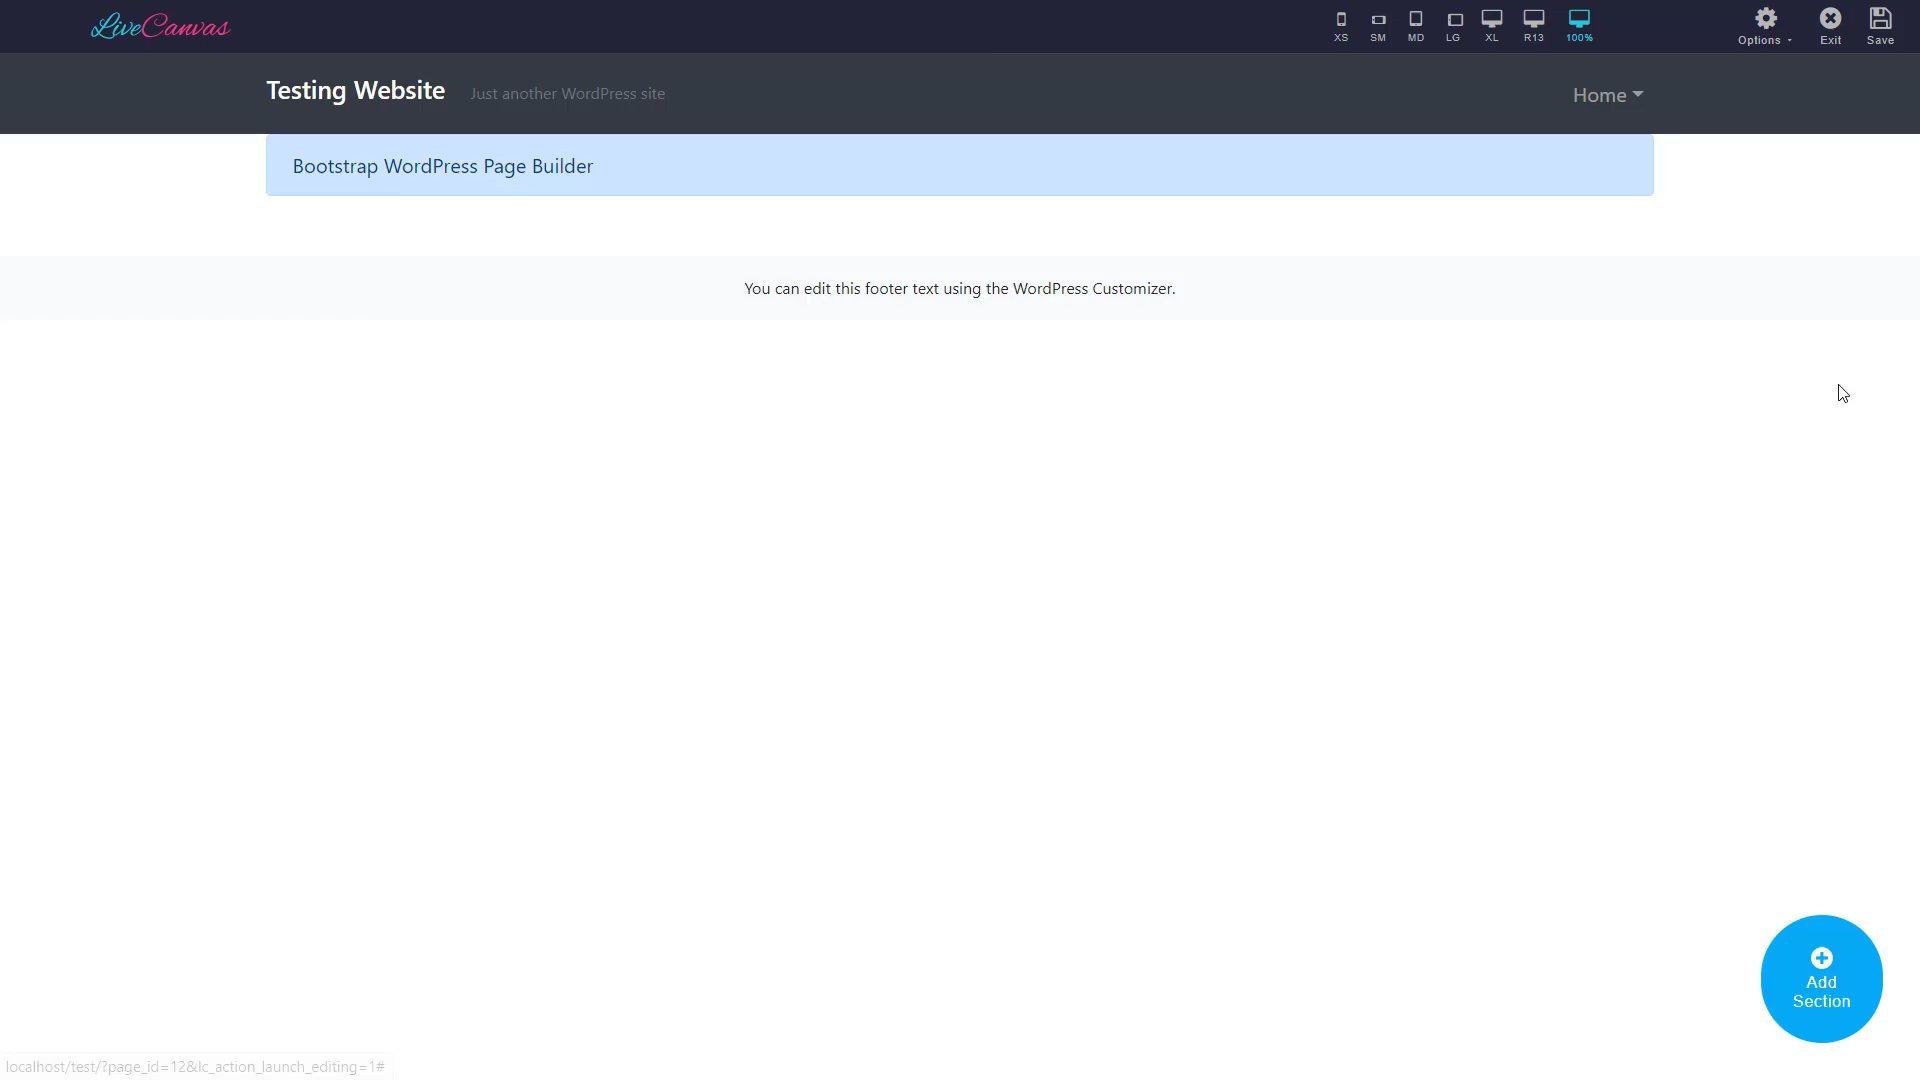 LiveCanvas
XS SM MD LG XL R13 100%
Options Exit Save
Testing Website Just another WordPress site
Home
Bootstrap WordPress Page Builder
You can edit this footer text using the WordPress Customizer.
Add
Section
localhost/test/?page_id=12&lc_action_launch_editing=1#